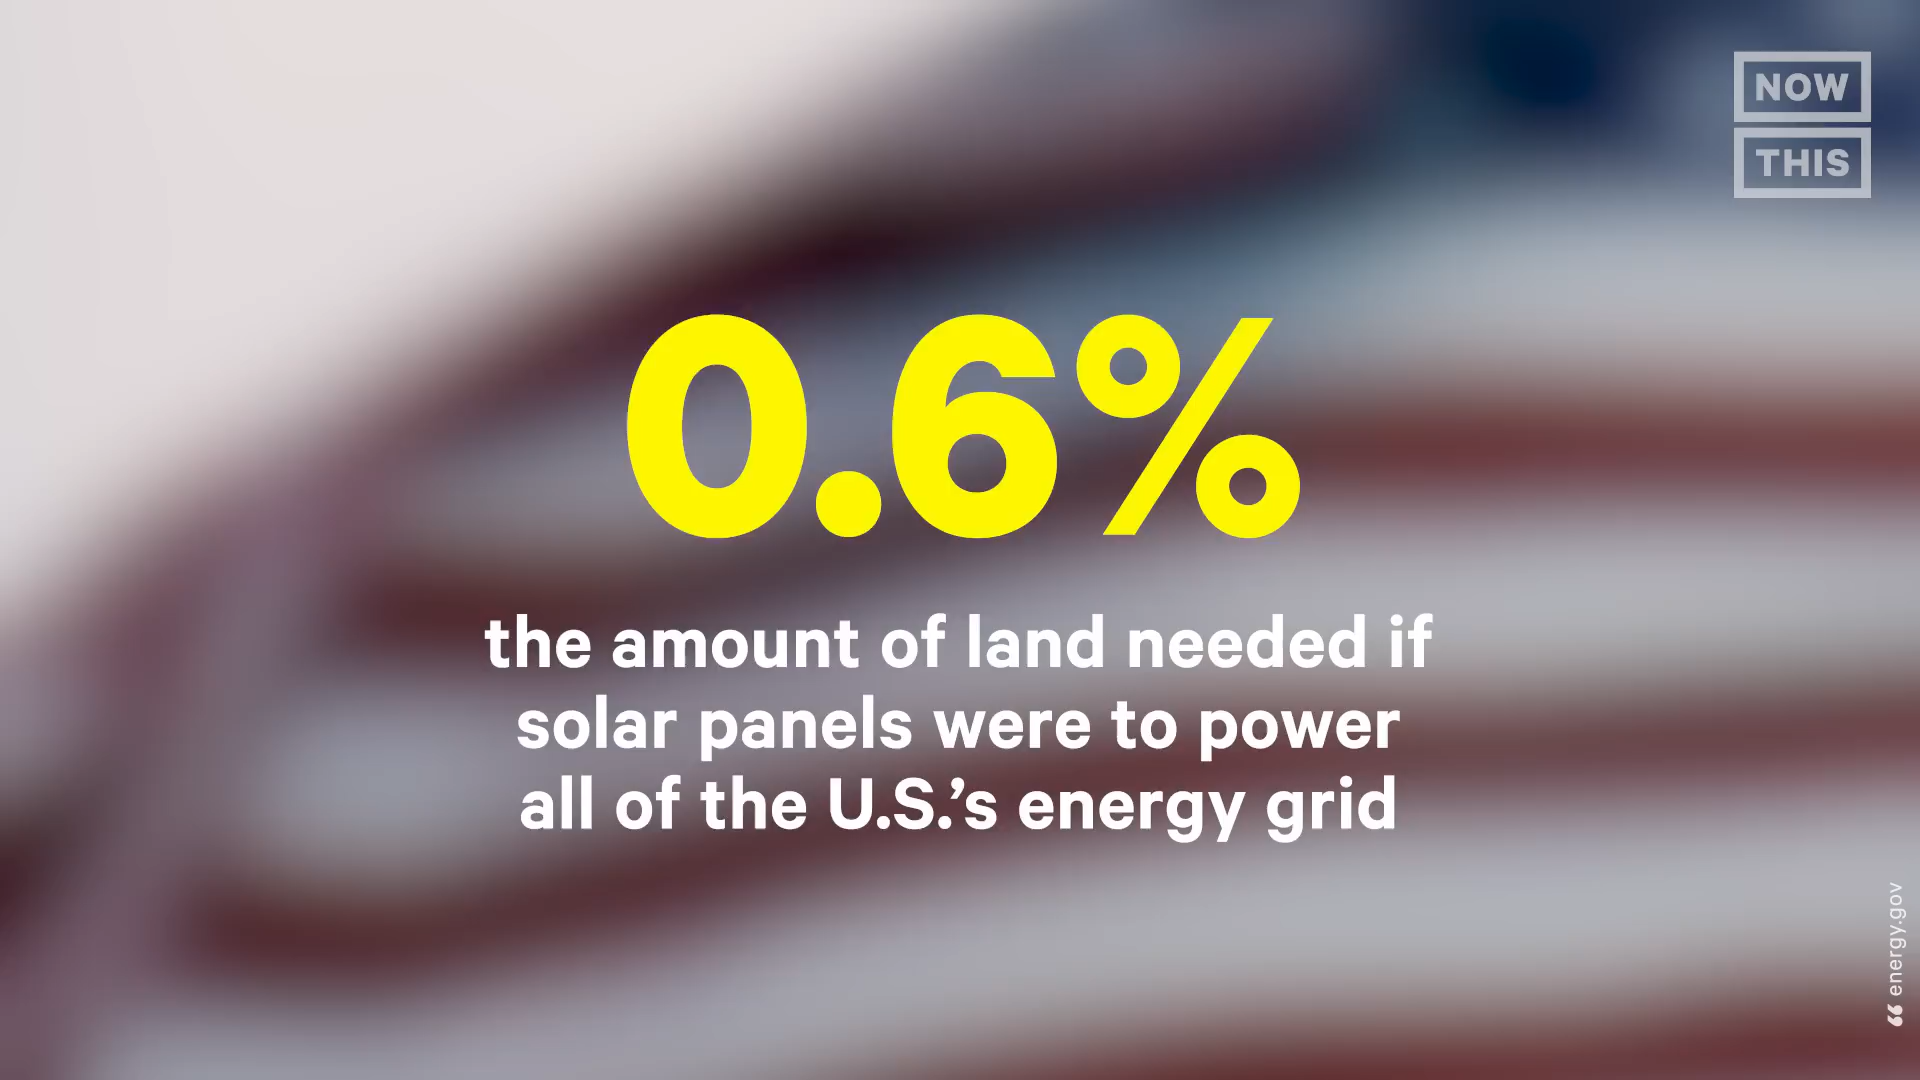 NOW
THIS
0.6%
the amount of land needed if
solar panels were to power
all of the U.S.’s energy grid
“ energy.gov